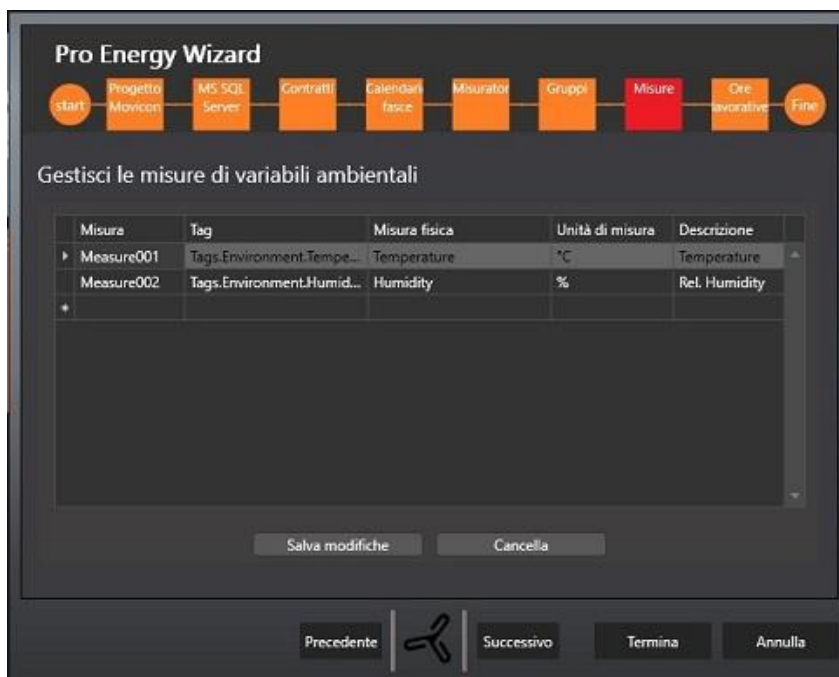 Pro Energy Wizard
start
Progetto
Movicon
MS SQL
Server
Contratti
Calendari
fasce
Misurator
Gruppi
Misure
Ore
lavorative
Fine
Gestisci le misure di variabili ambientali
Misura Tag Misura fisica Unità di misura Descrizione
Measure001 Tags.Environment.Tempe... Temperature °C Temperature
Measure002 Tags.Environment.Humid... Humidity % Rel. Humidity
Salva modifiche Cancella
Precedente Successivo Termina Annulla